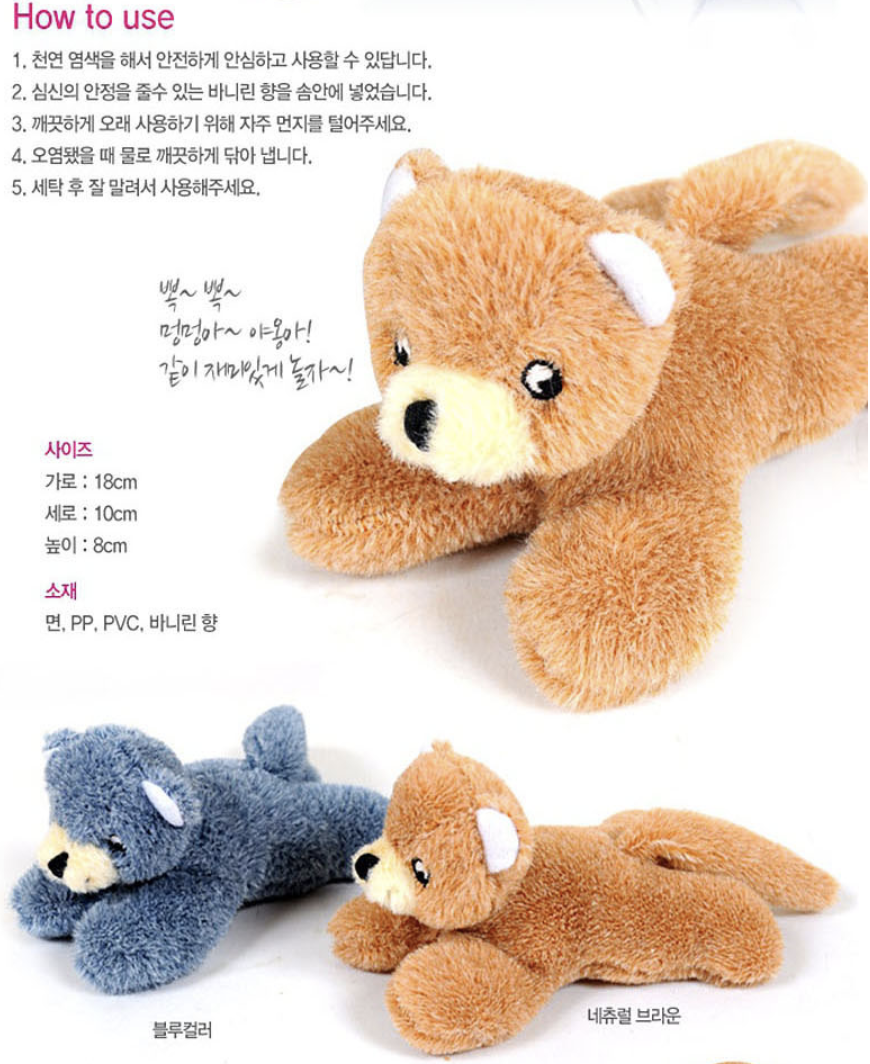 How to use
1. 천연 염색을 해서 안전하게 안심하고 사용할 수 있답니다.
2. 심신의 안정을 줄수 있는 바니린 향을 솜안에 넣었습니다.
3. 깨끗하게 오래 사용하기 위해 자주 먼지를 털어주세요.
4. 오염됐을 때 물로 깨끗하게 닦아 냅니다.
5. 세탁 후 잘 말려서 사용해주세요.
뽁~ 뽁~
멍멍아~ 야옹아!
같이 재미있게 놀자~!
사이즈
가로 : 18cm
세로 : 10cm
높이 : 8cm
소재
면, PP, PVC, 바니린 향
블루컬러
네츄럴 브라운